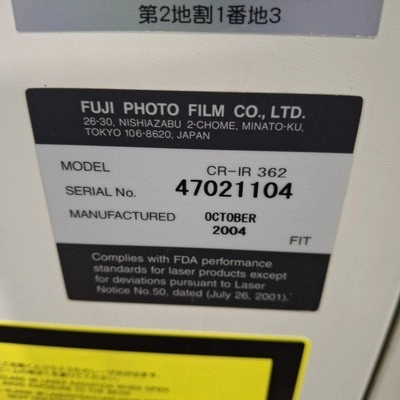 第2地割1番地3
FUJI PHOTO FILM CO., LTD.
26-30, NISHIAZABU 2-CHOME, MINATO-KU,
TOKYO 106-8620, JAPAN
MODEL CR-IR 362
SERIAL No. 47021104
MANUFACTURED OCTOBER
2004
FIT
Complies with FDA performance
standards for laser products except
for deviations pursuant to Laser
Notice No.50, dated (July 26, 2001).